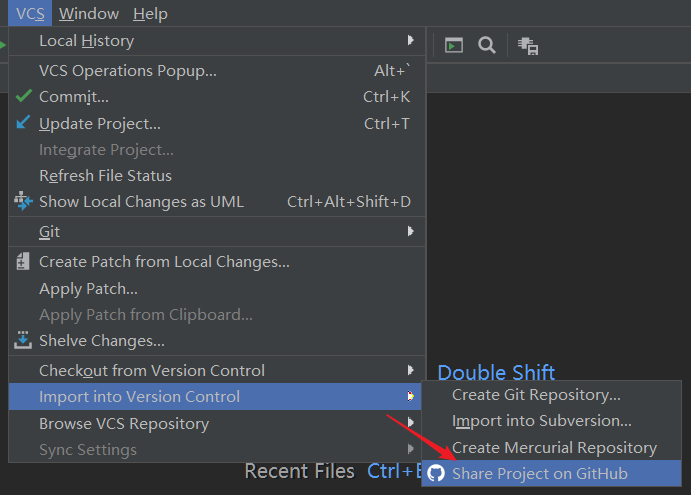 VCS Window Help
Local History
VCS Operations Popup... Alt+`
Commit... Ctrl+K
Update Project... Ctrl+T
Integrate Project...
Refresh File Status
Show Local Changes as UML Ctrl+Alt+Shift+D
Git
Create Patch from Local Changes...
Apply Patch...
Apply Patch from Clipboard...
Shelve Changes...
Checkout from Version Control
Double Shift
Import into Version Control
Create Git Repository...
Browse VCS Repository
Import into Subversion...
Sync Settings
Create Mercurial Repository
Share Project on GitHub
Recent Files Ctrl+E